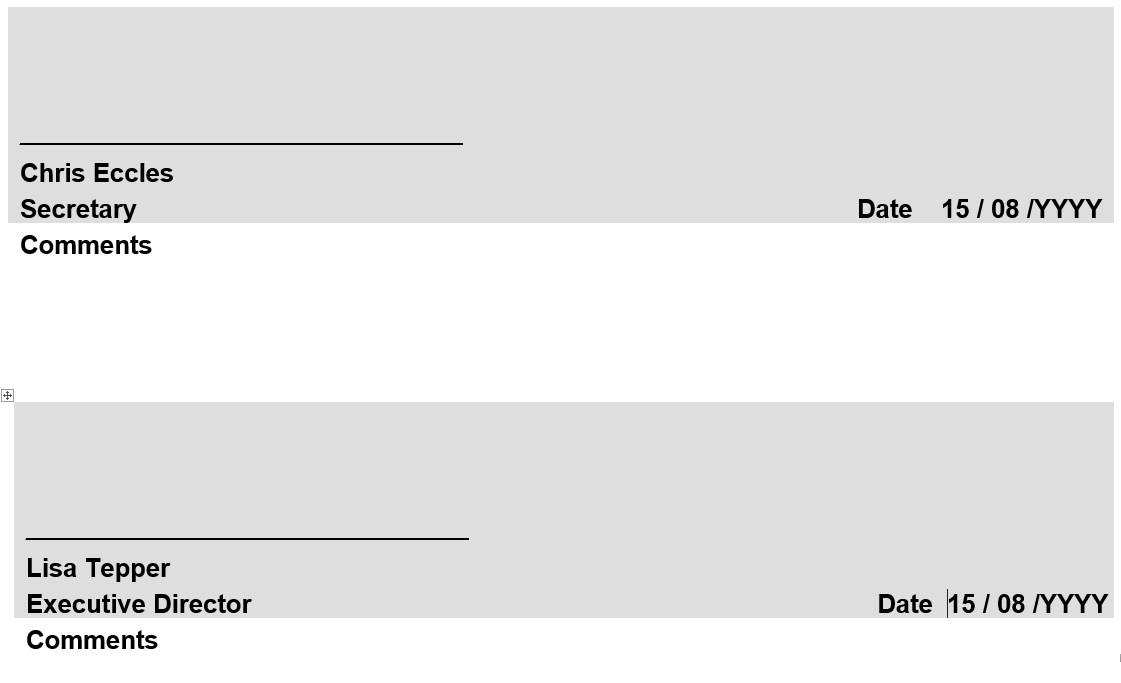 Chris Eccles
Secretary Date 15 / 08 /YYYY
Comments
Lisa Tepper
Executive Director Date 15 / 08 /YYYY
Comments